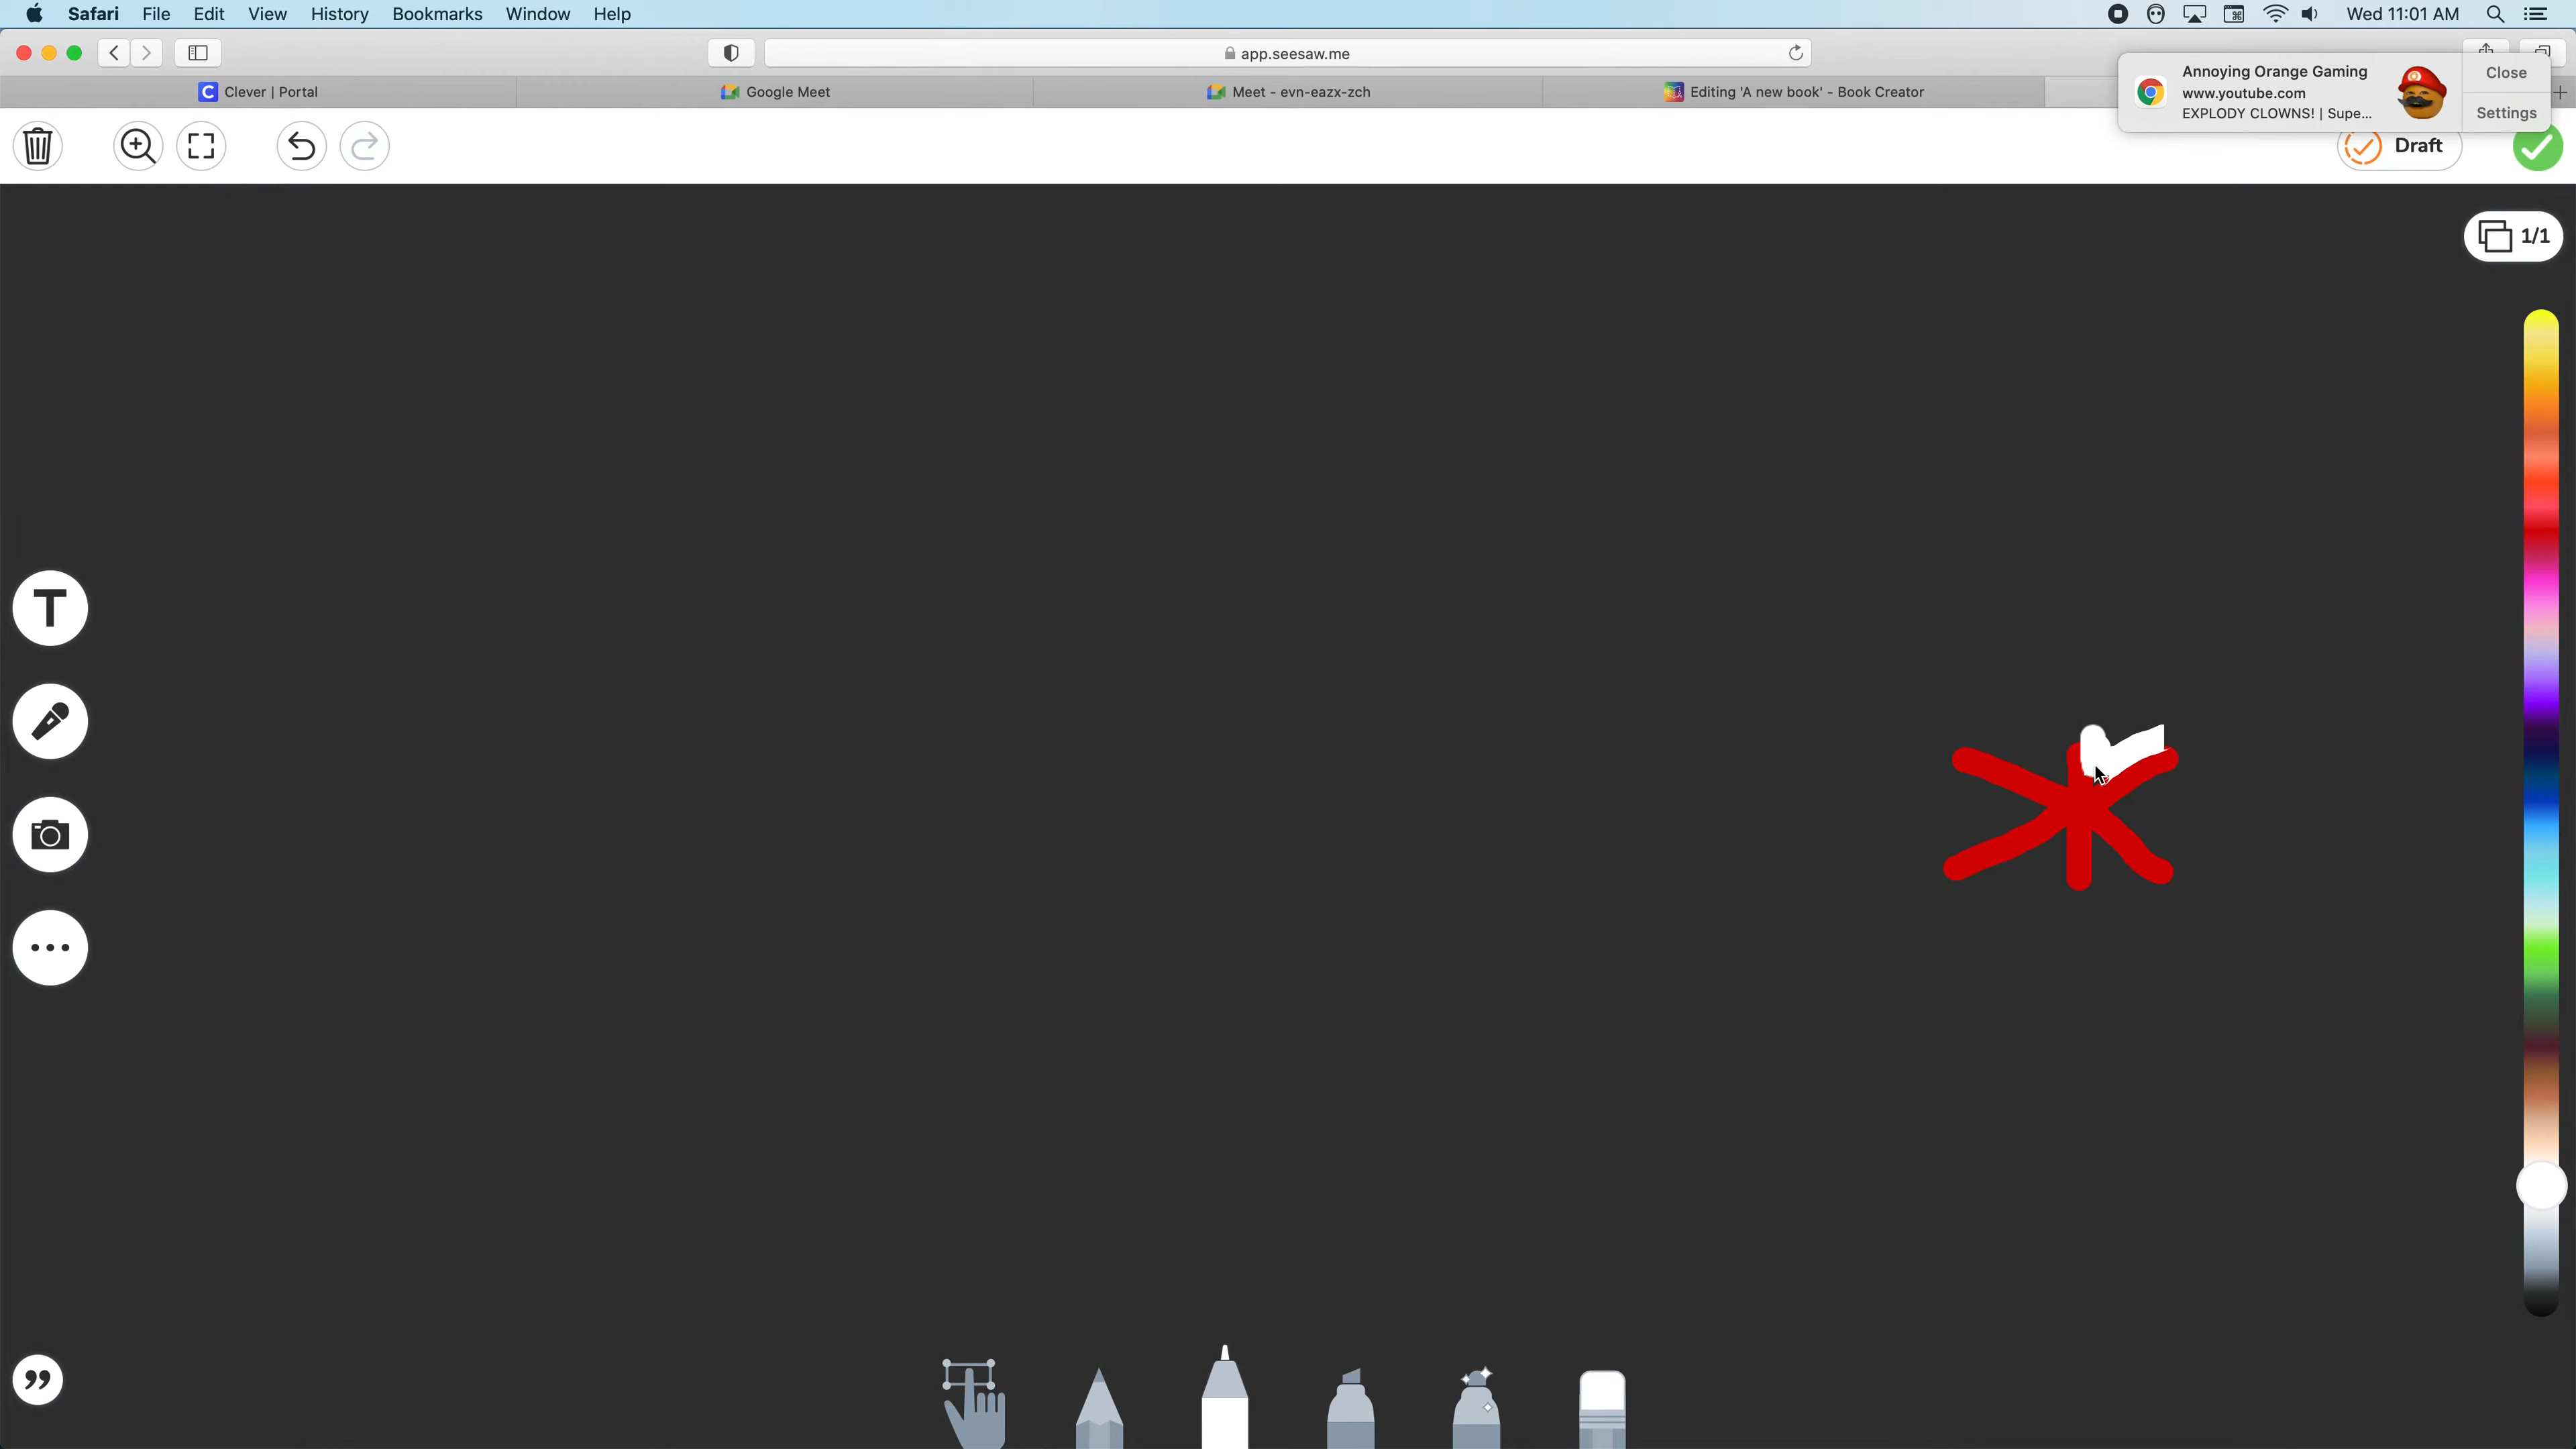 Safari File Edit View History Bookmarks Window Help Wed 11:01 AM
app.seesaw.me
Clever | Portal
Google Meet
Meet - evn-eazx-zch
Editing 'A new book' - Book Creator
Annoying Orange Gaming
www.youtube.com
EXPLODY CLOWNS! | Supe...
Close
Settings
Draft
1/1
T